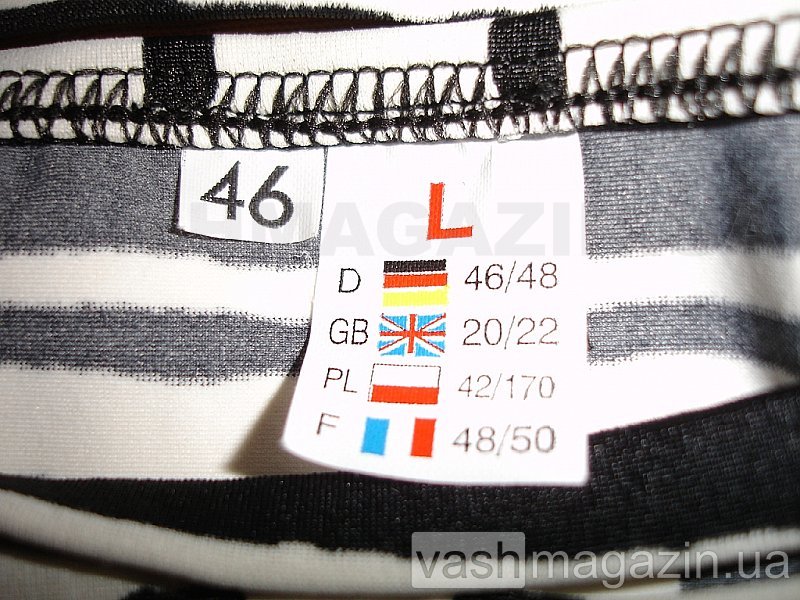 46
L
D 46/48
GB 20/22
PL 42/170
F 48/50
vashmagazin.ua